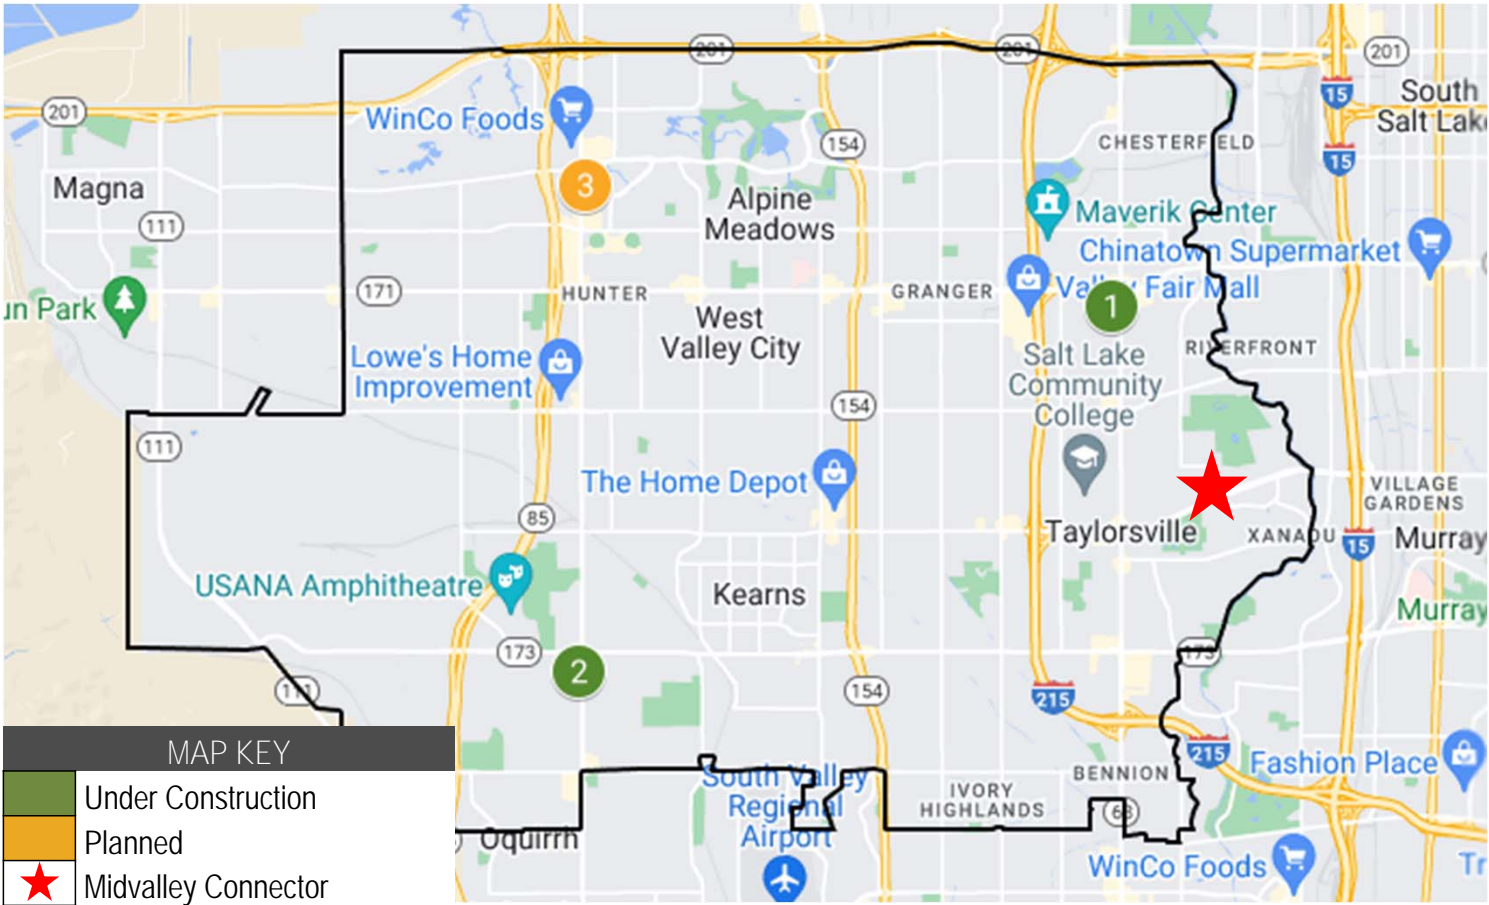 201
201
201
201
15
South
Salt Lake
WinCo Foods
154
CHESTERFIELD
15
3
Magna
111
Alpine
Meadows
Maverik Center
Chinatown Supermarket
171
HUNTER
GRANGER
Valley Fair Mall
1
un Park
West
Valley City
RIVERFRONT
Lowe's Home
Improvement
Salt Lake
Community
College
154
111
The Home Depot
VILLAGE
GARDENS
85
Taylorsville
XANADU
15
Murray
USANA Amphitheatre
Kearns
Murray
173
2
173
111
154
215
215
Fashion Place
MAP KEY
Under Construction
Planned
Midvalley Connector
South Valley
Regional
Airport
IVORY
HIGHLANDS
BENNION
68
Oquirrh
WinCo Foods
Tr